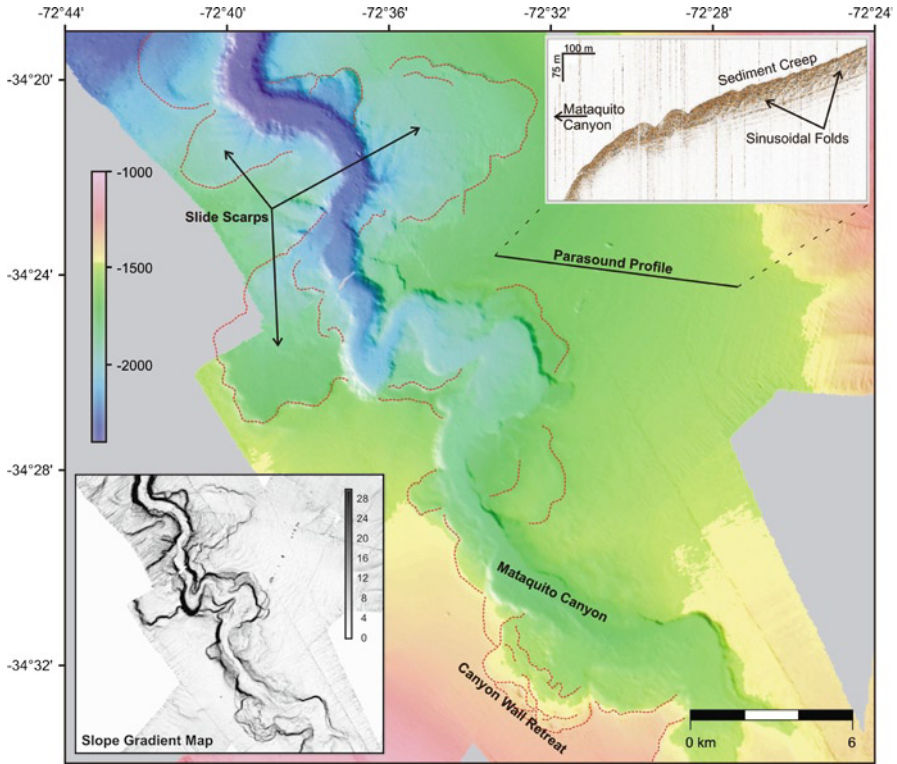 -72°44' -72°40' -72°36' -72°32' -72°28' -72°24'
-34°20'
-34°24'
-34°28'
-34°32'
100 m
75 m
Sediment Creep
Mataquito
Canyon
Sinusoidal Folds
-1000
-1500
-2000
Slide Scarps
Parasound Profile
28
24
20
16
12
8
4
0
Slope Gradient Map
Mataquito Canyon
Canyon Wall Retreat
0 km 6